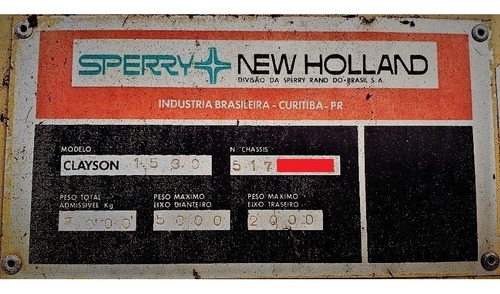 SPERRY NEW HOLLAND
DIVISÃO DA SPERRY RAND DO-BRASIL S.A.
INDUSTRIA BRASILEIRA - CURITIBA - PR
MODELO N CHASSIS
CLAYSON 1530 517
PESO TOTAL ADMISSIVEL Kg
PESO MAXIMO EIXO DIANTEIRO
PESO MAXIMO EIXO TRASEIRO
7000 5000 2000